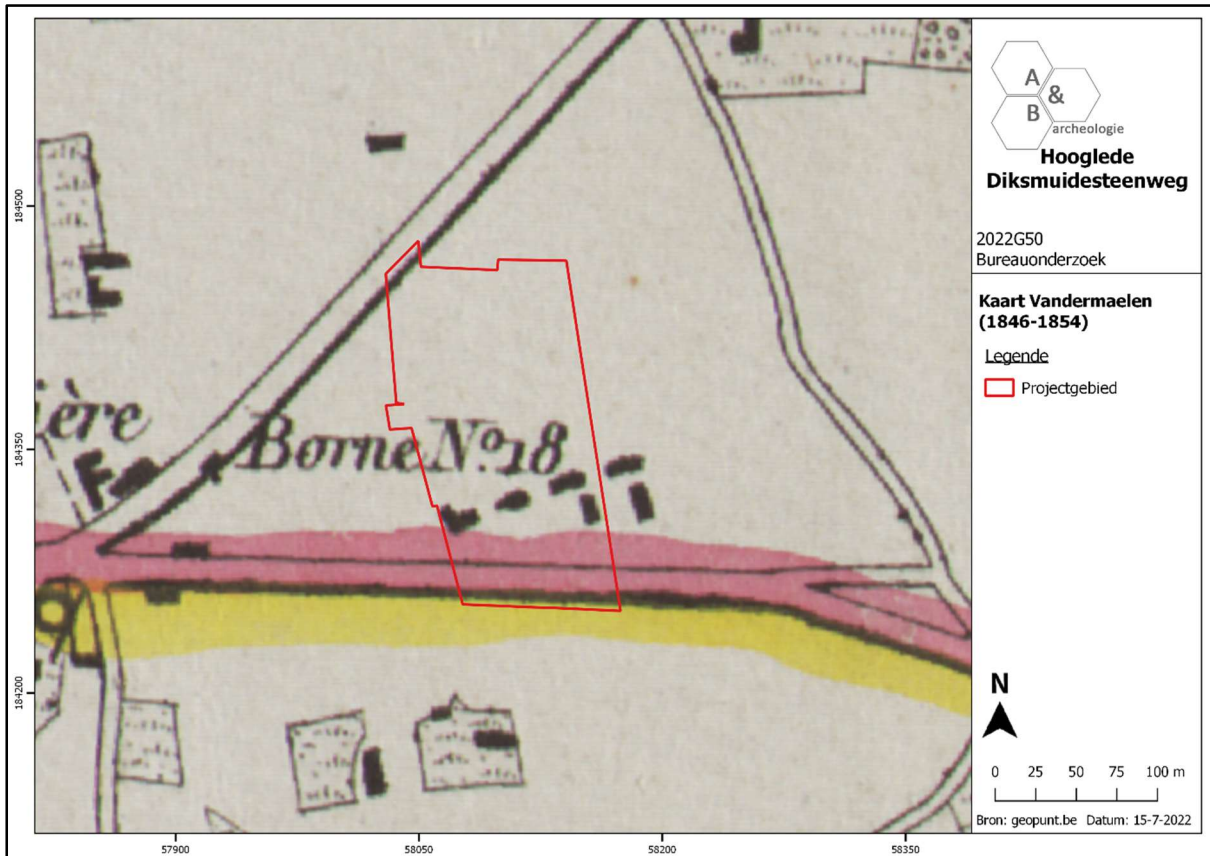 A
&
B
archeologie
Hooglede
Diksmuidesteenweg
2022G50
Bureauonderzoek
Kaart Vandermaelen
(1846-1854)
Legende
Projectgebied
N
0 25 50 75 100 m
Bron: geopunt.be Datum: 15-7-2022
184500
184350
184200
57900 58050 58200 58350
ère
Borne No. 18